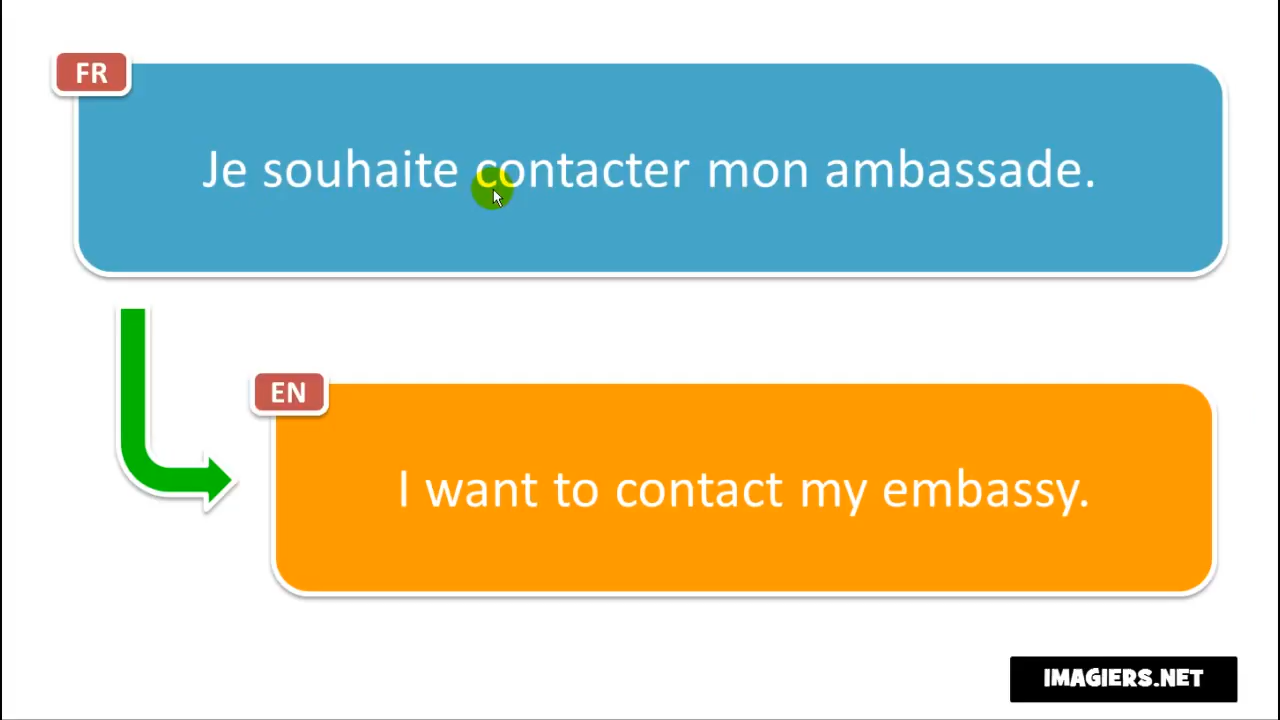 FR
Je souhaite contacter mon ambassade.
EN
I want to contact my embassy.
IMAGIERS.NET